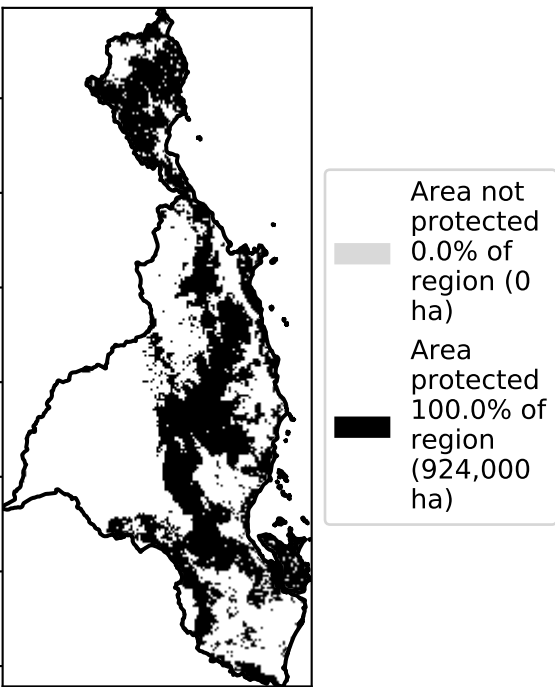 Area not
protected
0.0% of
region (0
ha)
Area
protected
100.0% of
region
(924,000
ha)